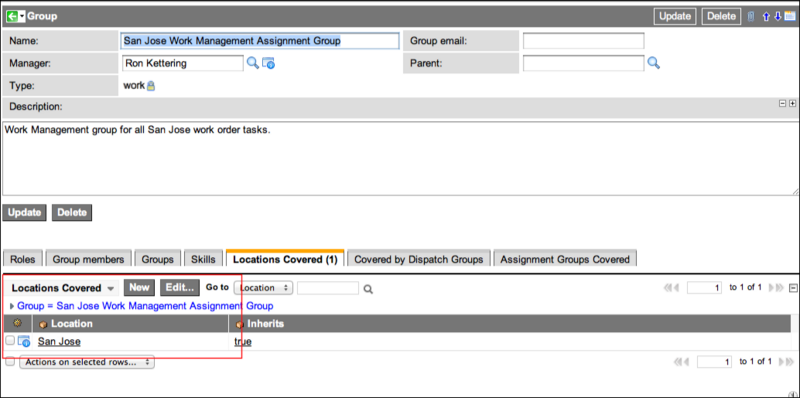 Group Update Delete
Name: San Jose Work Management Assignment Group Group email:
Manager: Ron Kettering Parent:
Type: work
Description:
Work Management group for all San Jose work order tasks.
Update Delete
Roles Group members Groups Skills Locations Covered (1) Covered by Dispatch Groups Assignment Groups Covered
Locations Covered New Edit... Go to Location 1 to 1 of 1
Group = San Jose Work Management Assignment Group
Location Inherits
San Jose true
Actions on selected rows... 1 to 1 of 1